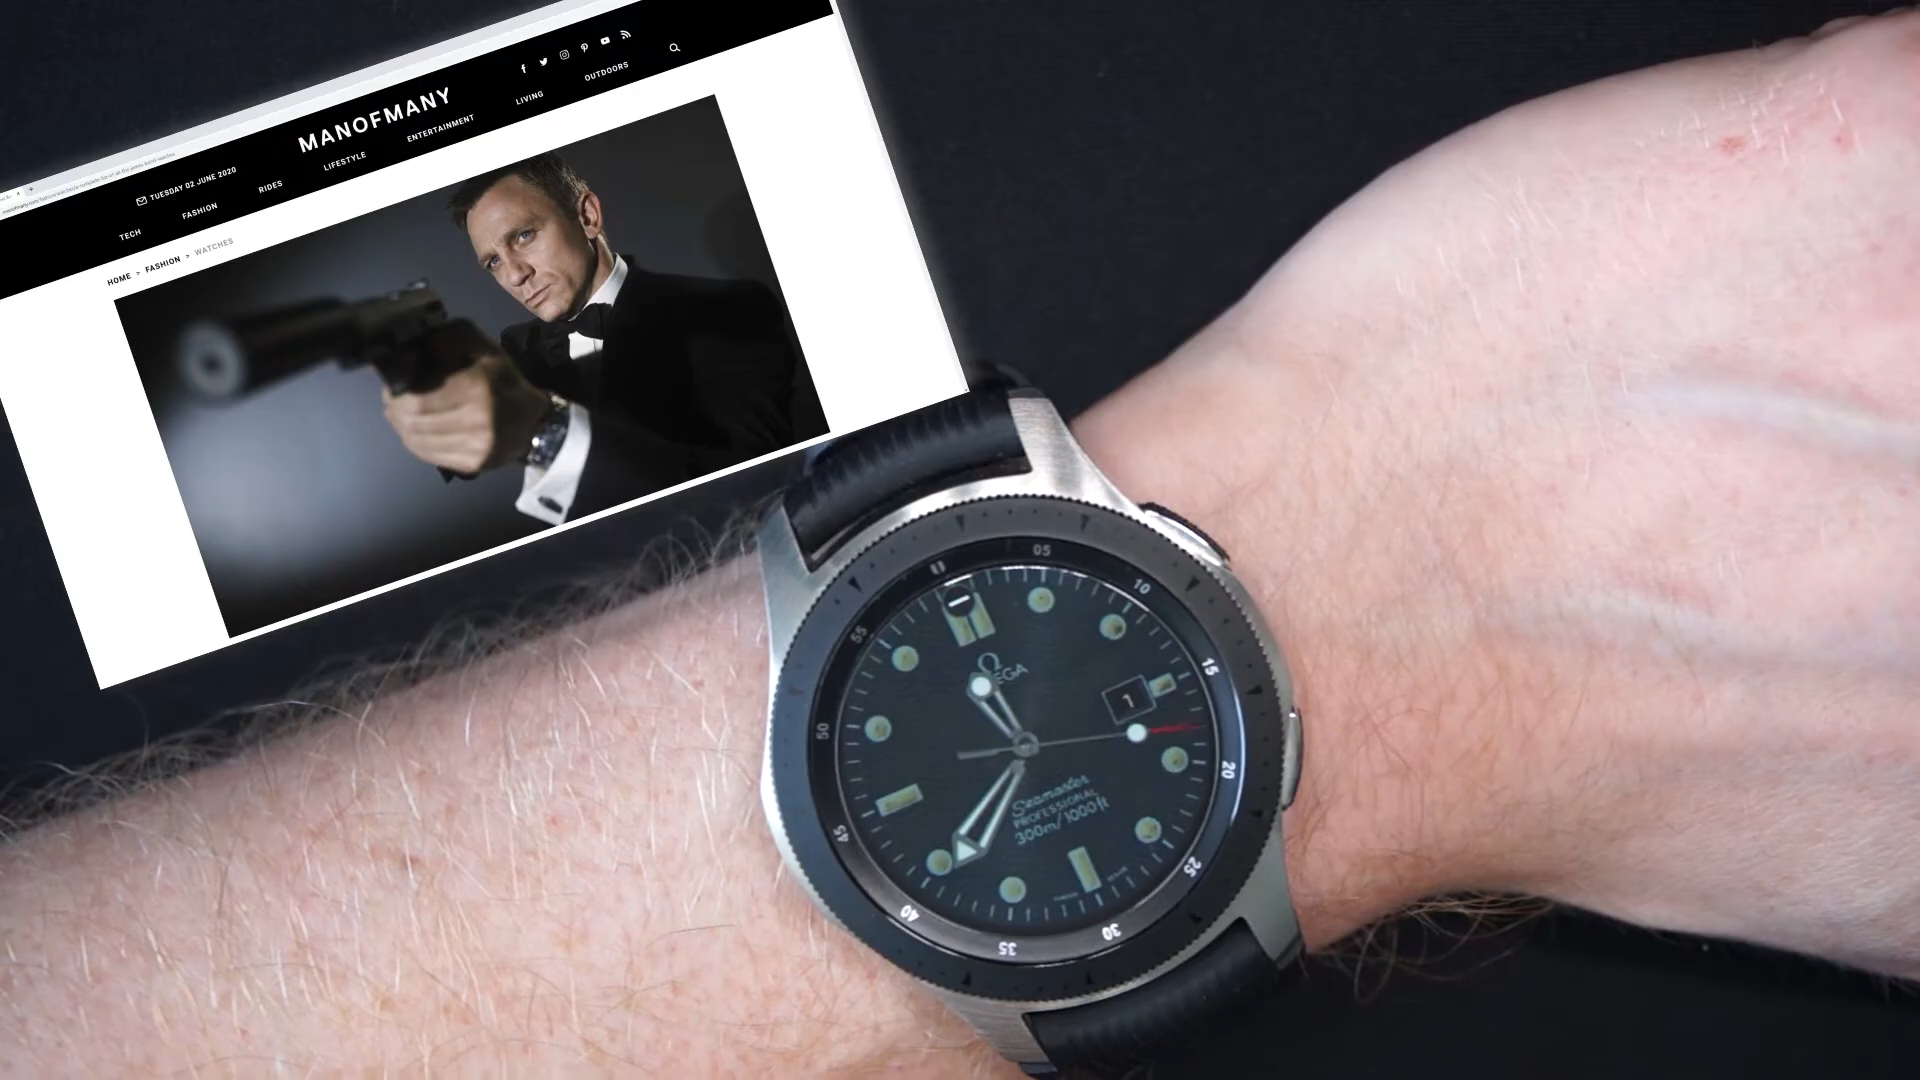 MANOFMANY
TUESDAY 02 JUNE 2020
TECH
FASHION
RIDES
LIFESTYLE
ENTERTAINMENT
LIVING
OUTDOORS
HOME > FASHION > WATCHES
05
10
15
20
25
30
35
40
45
50
55
1
Seamaster
PROFESSIONAL
300m/1000ft